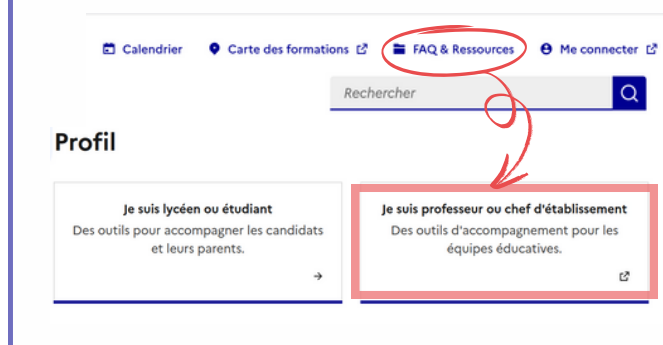 Calendrier Carte des formations FAQ & Ressources Me connecter
Rechercher
Profil
Je suis lycéen ou étudiant
Des outils pour accompagner les candidats
et leurs parents.
Je suis professeur ou chef d'établissement
Des outils d'accompagnement pour les
équipes éducatives.